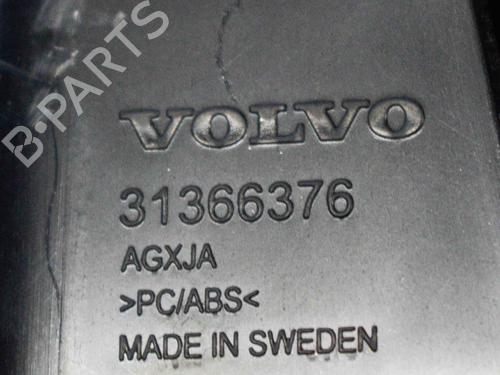 B-PARTS
VOLVO
31366376
AGXJA
>PC/ABS<
MADE IN SWEDEN